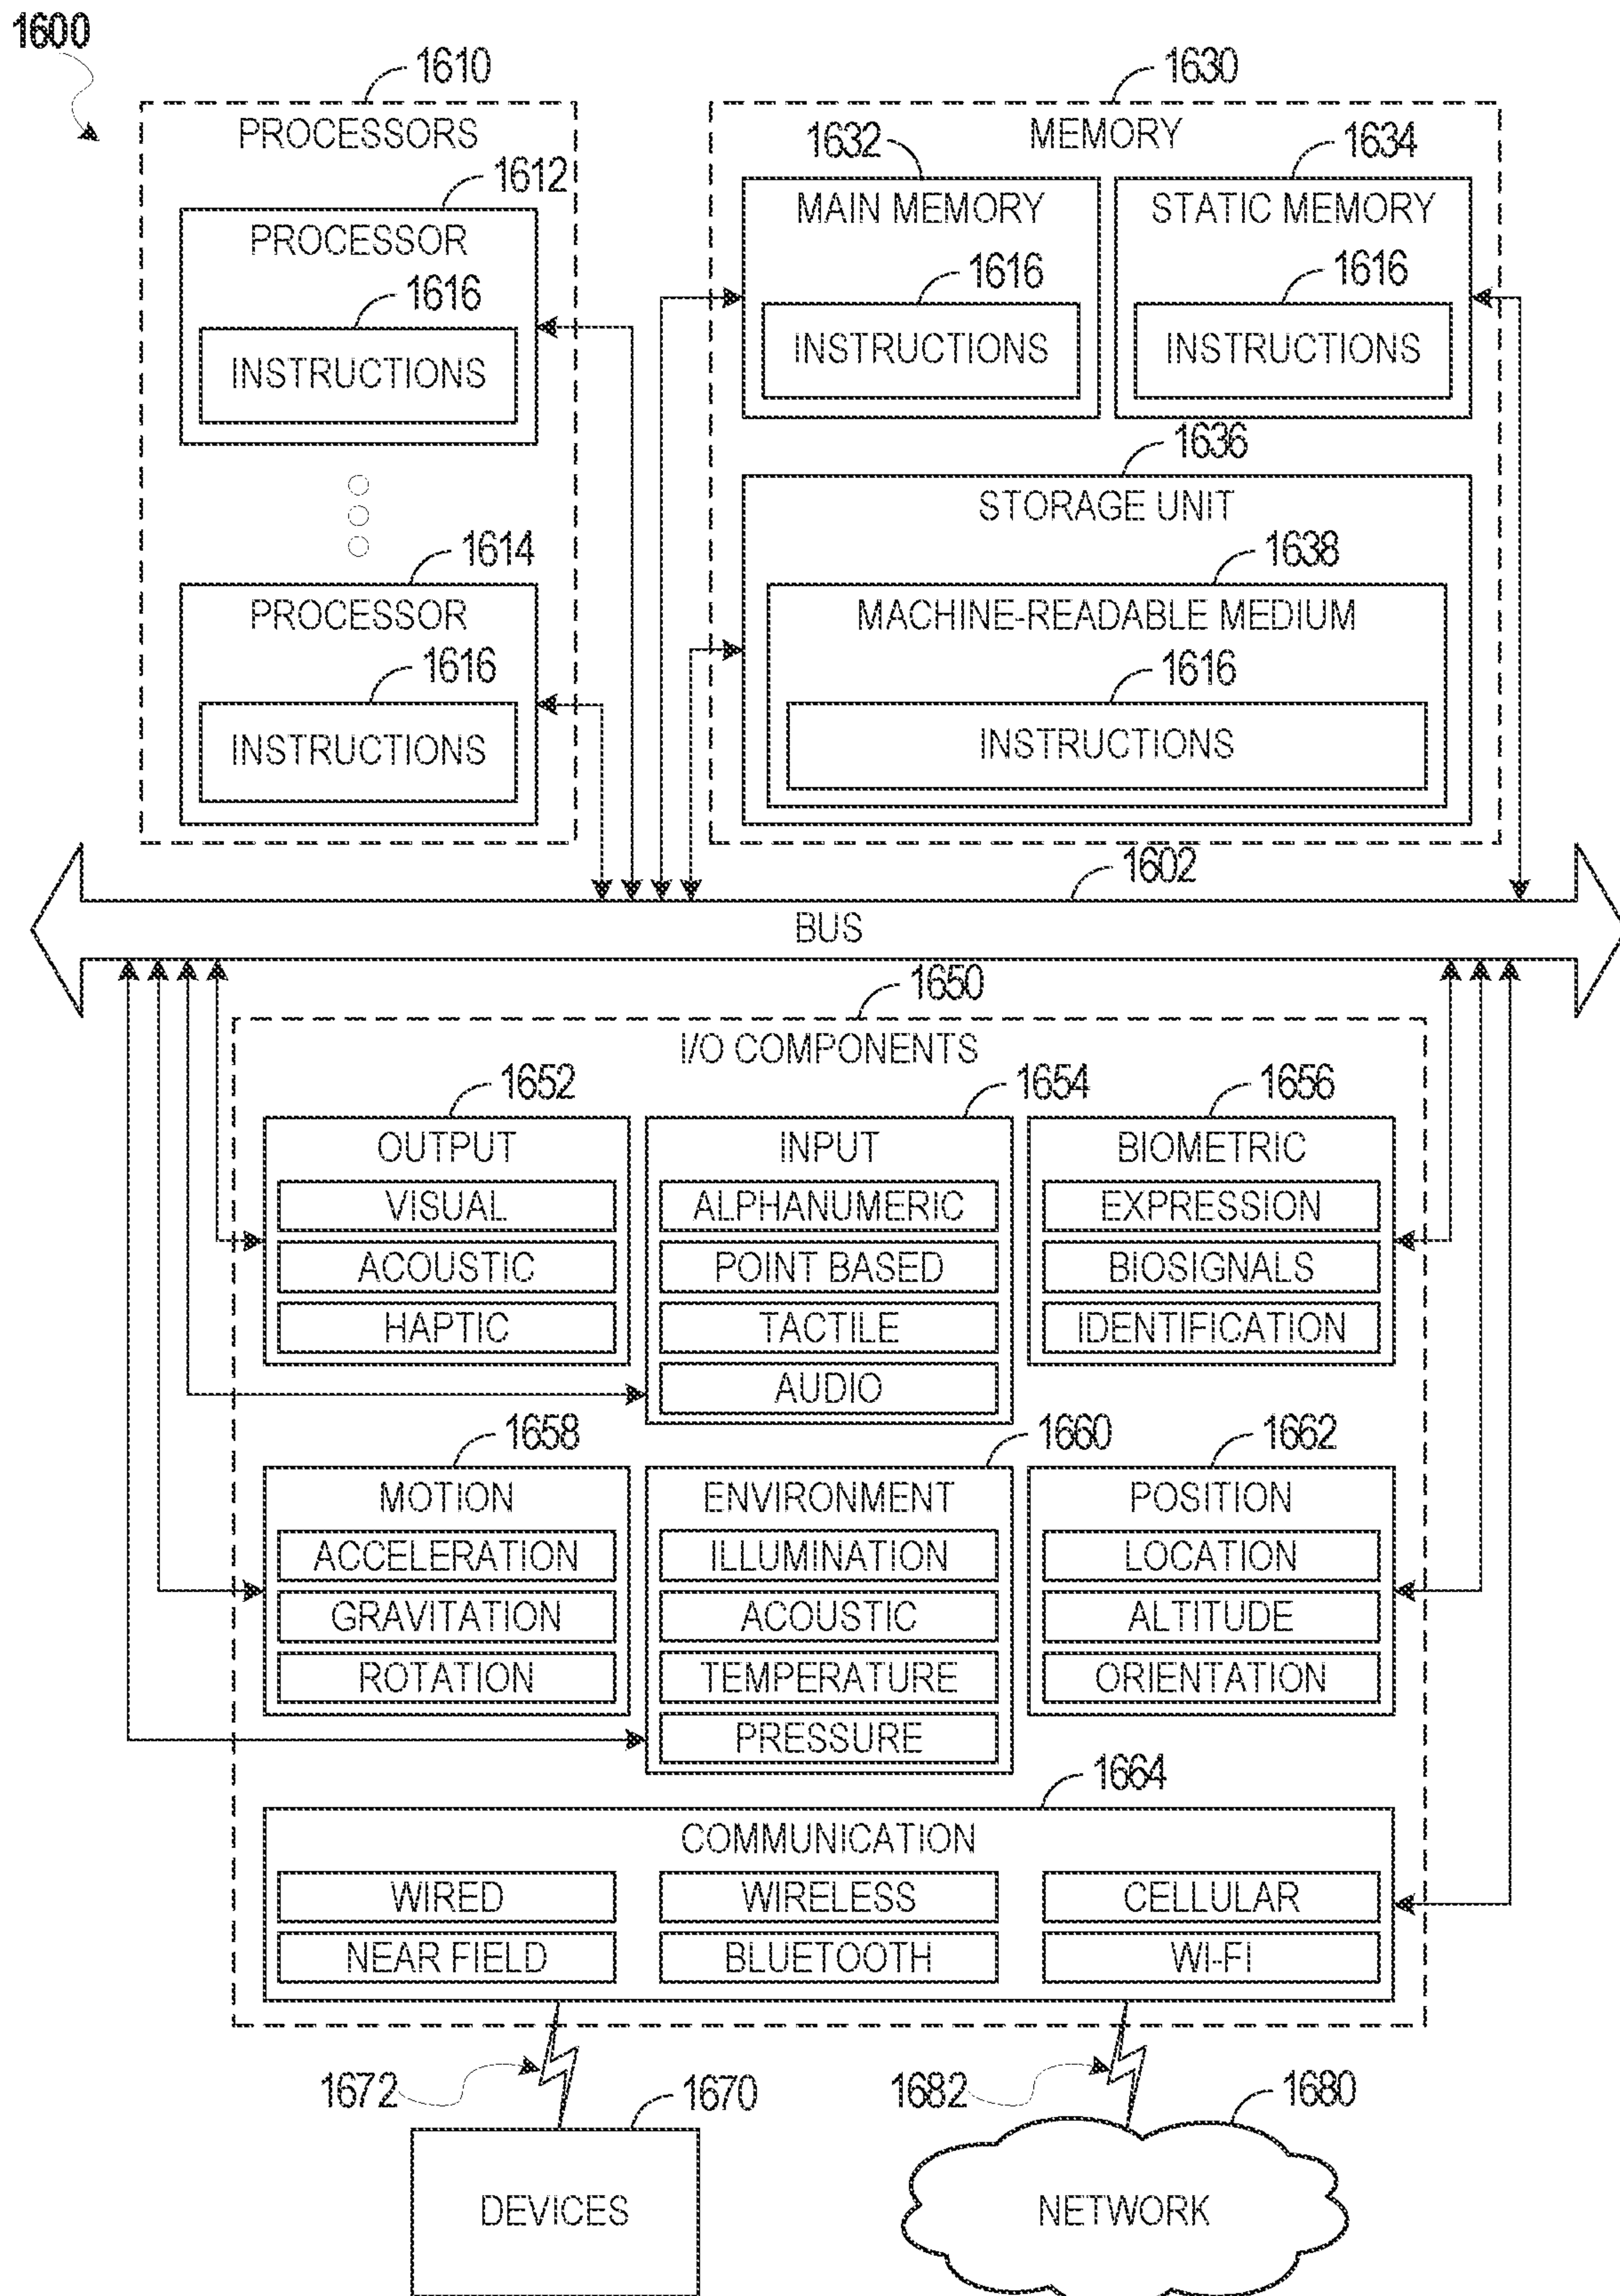 1600
1610
PROCESSORS
1612
PROCESSOR
1616
INSTRUCTIONS
1614
PROCESSOR
1616
INSTRUCTIONS
1630
MEMORY
1632
MAIN MEMORY
1616
INSTRUCTIONS
1634
STATIC MEMORY
1616
INSTRUCTIONS
1636
STORAGE UNIT
1638
MACHINE-READABLE MEDIUM
1616
INSTRUCTIONS
1602
BUS
1650
I/O COMPONENTS
1652
OUTPUT
VISUAL
ACOUSTIC
HAPTIC
1654
INPUT
ALPHANUMERIC
POINT BASED
TACTILE
AUDIO
1656
BIOMETRIC
EXPRESSION
BIOSIGNALS
IDENTIFICATION
1658
MOTION
ACCELERATION
GRAVITATION
ROTATION
1660
ENVIRONMENT
ILLUMINATION
ACOUSTIC
TEMPERATURE
PRESSURE
1662
POSITION
LOCATION
ALTITUDE
ORIENTATION
1664
COMMUNICATION
WIRED
WIRELESS
CELLULAR
NEAR FIELD
BLUETOOTH
WI-FI
1672
1670
DEVICES
1682
1680
NETWORK